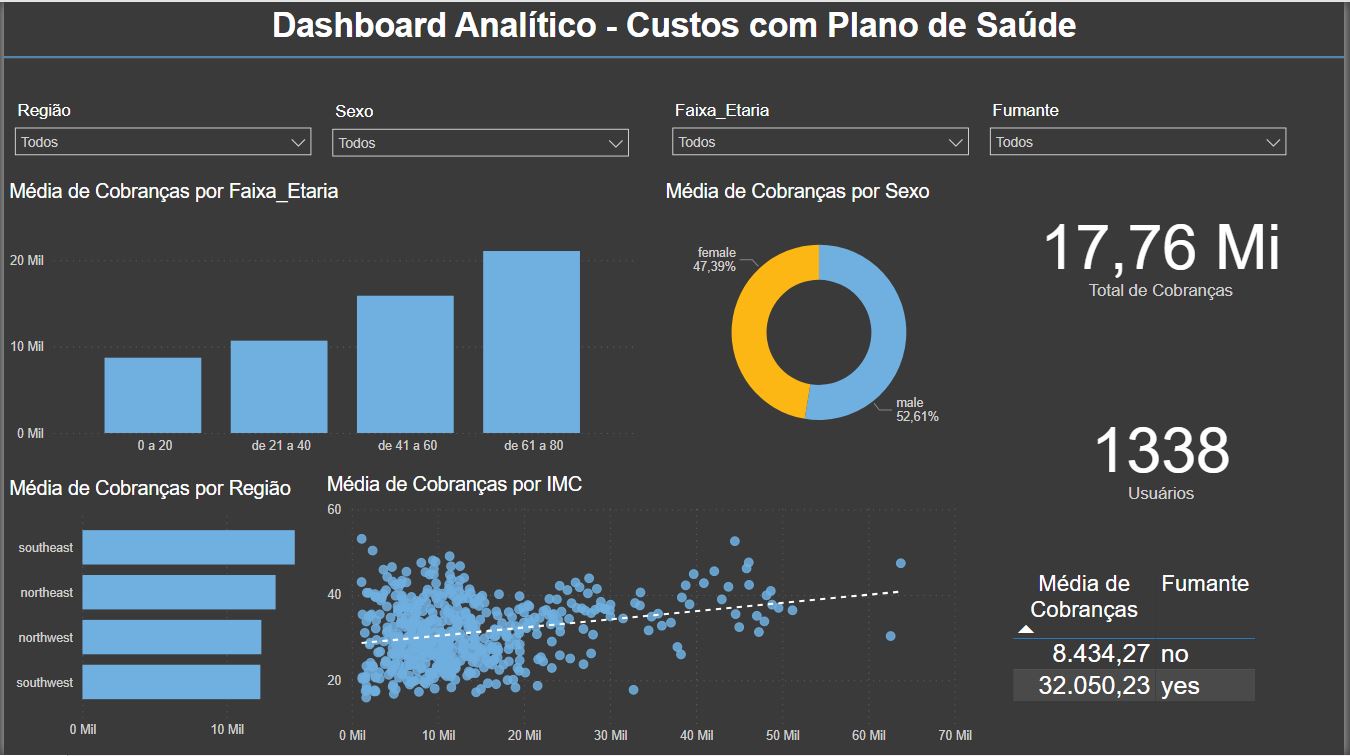 Dashboard Analítico - Custos com Plano de Saúde
Região
Todos
Sexo
Todos
Faixa_Etaria
Todos
Fumante
Todos
Média de Cobranças por Faixa_Etaria
20 Mil
10 Mil
0 Mil
0 a 20
de 21 a 40
de 41 a 60
de 61 a 80
Média de Cobranças por Sexo
female
47,39%
male
52,61%
17,76 Mi
Total de Cobranças
1338
Usuários
Média de Cobranças por Região
southeast
northeast
northwest
southwest
0 Mil
10 Mil
Média de Cobranças por IMC
60
40
20
0 Mil
10 Mil
20 Mil
30 Mil
40 Mil
50 Mil
60 Mil
70 Mil
Média de
Cobranças
Fumante
8.434,27 no
32.050,23 yes